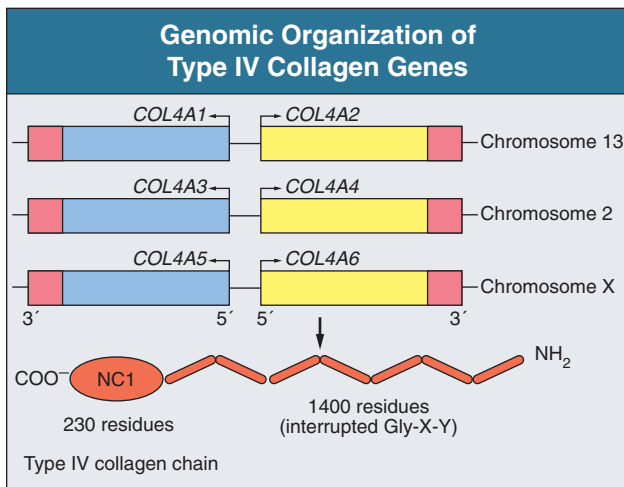 Genomic Organization of
Type IV Collagen Genes
COL4A1 COL4A2
Chromosome 13
COL4A3 COL4A4
Chromosome 2
COL4A5 COL4A6
Chromosome X
3´ 5´ 5´ 3´
NH2
COO– NC1
230 residues
1400 residues
(interrupted Gly-X-Y)
Type IV collagen chain